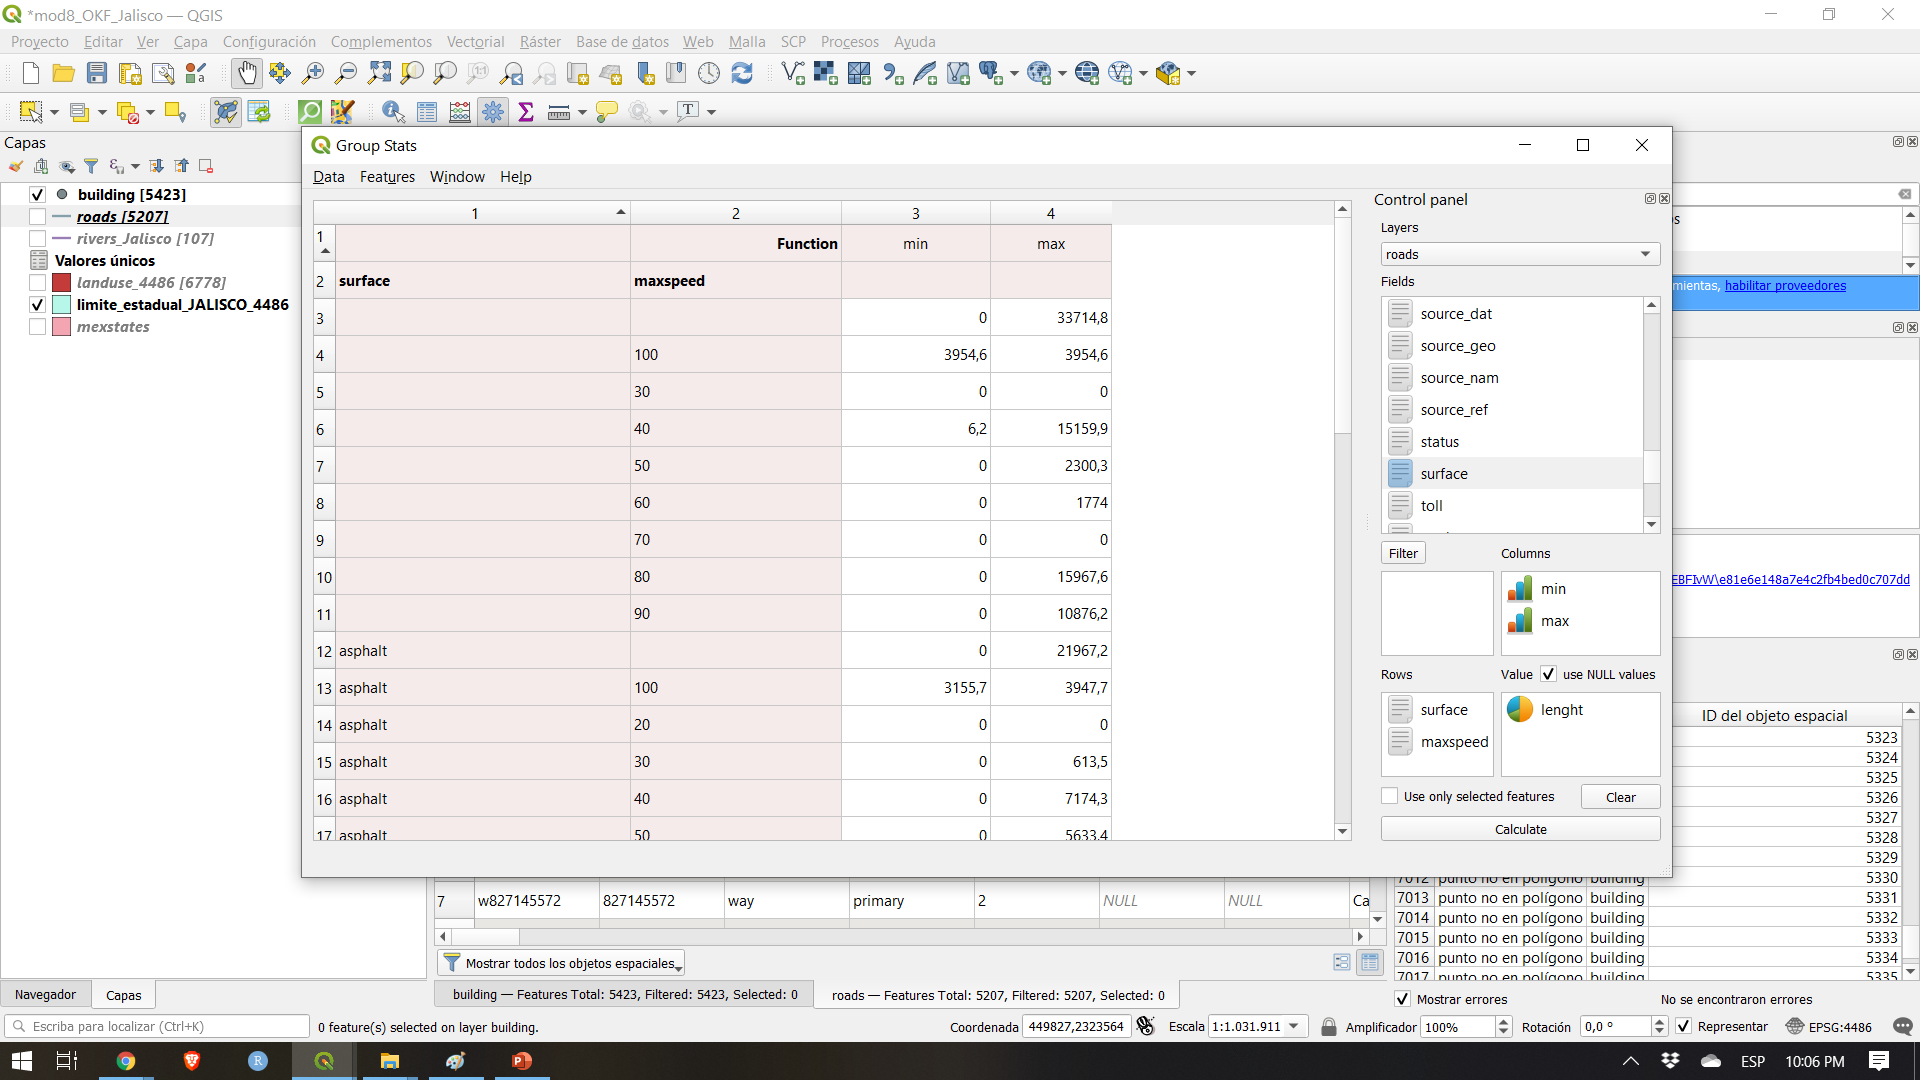 *mod8_OKF_Jalisco — QGIS
Proyecto Editar Ver Capa Configuración Complementos Vectorial Ráster Base de datos Web Malla SCP Procesos Ayuda
Capas
building [5423]
roads [5207]
rivers_Jalisco [107]
Valores únicos
landuse_4486 [6778]
limite_estadual_JALISCO_4486
mexstates
Group Stats
Data Features Window Help
1 2 3 4
1 Function min max
2 surface maxspeed
3 0 33714,8
4 100 3954,6 3954,6
5 30 0 0
6 40 6,2 15159,9
7 50 0 2300,3
8 60 0 1774
9 70 0 0
10 80 0 15967,6
11 90 0 10876,2
12 asphalt 0 21967,2
13 asphalt 100 3155,7 3947,7
14 asphalt 20 0 0
15 asphalt 30 0 613,5
16 asphalt 40 0 7174,3
17 asphalt 50 0 5633,4
Control panel
Layers
roads
Fields
source_dat
source_geo
source_nam
source_ref
status
surface
toll
Filter Columns
min
max
Rows Value use NULL values
surface
maxspeed
lenght
Use only selected features Clear
Calculate
os
mientas, habilitar proveedores
EBFIvW\e81e6e148a7e4c2fb4bed0c707dd
ID del objeto espacial
5323
5324
5325
5326
5327
5328
5329
7012 punto no en polígono building 5330
7013 punto no en polígono building 5331
7014 punto no en polígono building 5332
7015 punto no en polígono building 5333
7016 punto no en polígono building 5334
7017 punto no en polígono building 5335
7 w827145572 827145572 way primary 2 NULL NULL Ca
Mostrar todos los objetos espaciales
building — Features Total: 5423, Filtered: 5423, Selected: 0
roads — Features Total: 5207, Filtered: 5207, Selected: 0
Mostrar errores No se encontraron errores
Navegador Capas
Escriba para localizar (Ctrl+K) 0 feature(s) selected on layer building. Coordenada 449827,2323564 Escala 1:1.031.911 Amplificador 100% Rotación 0,0 ° Representar EPSG:4486
ESP 10:06 PM